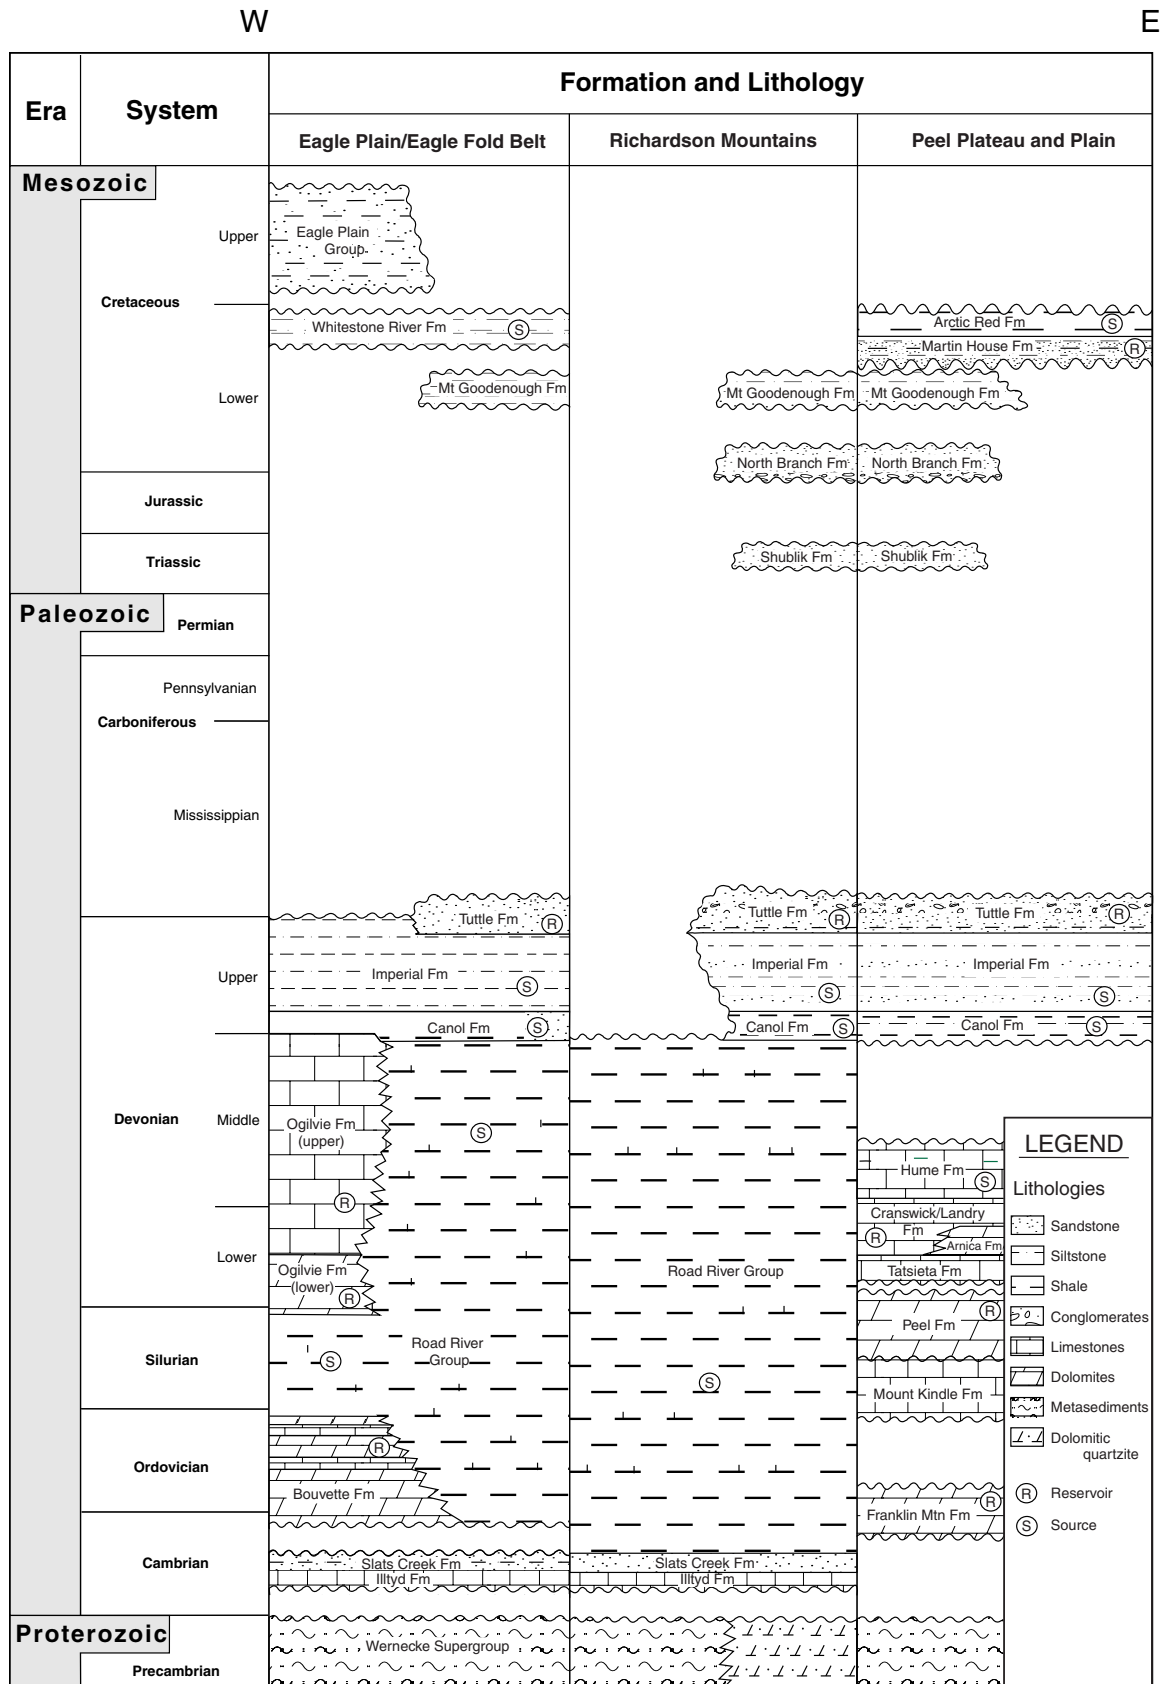 W
E
Era
System
Formation and Lithology
Eagle Plain/Eagle Fold Belt
Richardson Mountains
Peel Plateau and Plain
Mesozoic
Upper
Eagle Plain
Group
Cretaceous
Whitestone River Fm
S
Arctic Red Fm
S
Martin House Fm
R
Lower
Mt Goodenough Fm
Mt Goodenough Fm
Mt Goodenough Fm
North Branch Fm
North Branch Fm
Jurassic
Triassic
Shublik Fm
Shublik Fm
Paleozoic
Permian
Pennsylvanian
Carboniferous
Mississippian
Tuttle Fm
R
Tuttle Fm
R
Tuttle Fm
R
Upper
Imperial Fm
S
Imperial Fm
S
Imperial Fm
S
Canol Fm
S
Canol Fm
S
Canol Fm
S
Devonian
Middle
Ogilvie Fm
(upper)
R
S
Hume Fm
S
Cranswick/Landry
Fm
R
Arnica Fm
Tatsieta Fm
Lower
Ogilvie Fm
(lower)
R
Road River Group
Peel Fm
R
Silurian
Road River
Group
S
S
Mount Kindle Fm
Ordovician
R
Bouvette Fm
Franklin Mtn Fm
R
Cambrian
Slats Creek Fm
Illtyd Fm
Slats Creek Fm
Illtyd Fm
Proterozoic
Precambrian
Wernecke Supergroup
LEGEND
Lithologies
Sandstone
Siltstone
Shale
Conglomerates
Limestones
Dolomites
Metasediments
Dolomitic
quartzite
R Reservoir
S Source